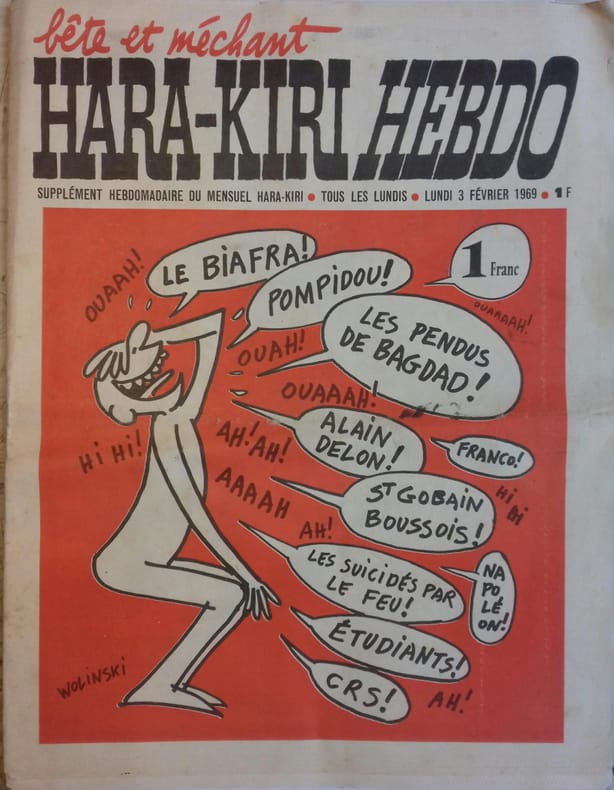 bête et méchant
HARA-KIRI HEBDO
SUPPLÉMENT HEBDOMADAIRE DU MENSUEL HARA-KIRI • TOUS LES LUNDIS • LUNDI 3 FÉVRIER 1969 • 1 F
OUAAH!
LE BIAFRA!
POMPIDOU!
1 Franc
OUAAAAH!
LES PENDUS
DE BAGDAD!
OUAH!
OUAAAH!
HI HI!
AH! AH!
ALAIN
DELON!
FRANCO!
AAAAH
ST GOBAIN
BOUSSOIS!
HI
HI
AH!
LES SUICIDÉS PAR
LE FEU!
NA
PO,
LÉ
ON!
ÉTUDIANTS!
CRS!
AH!
WOLINSKI